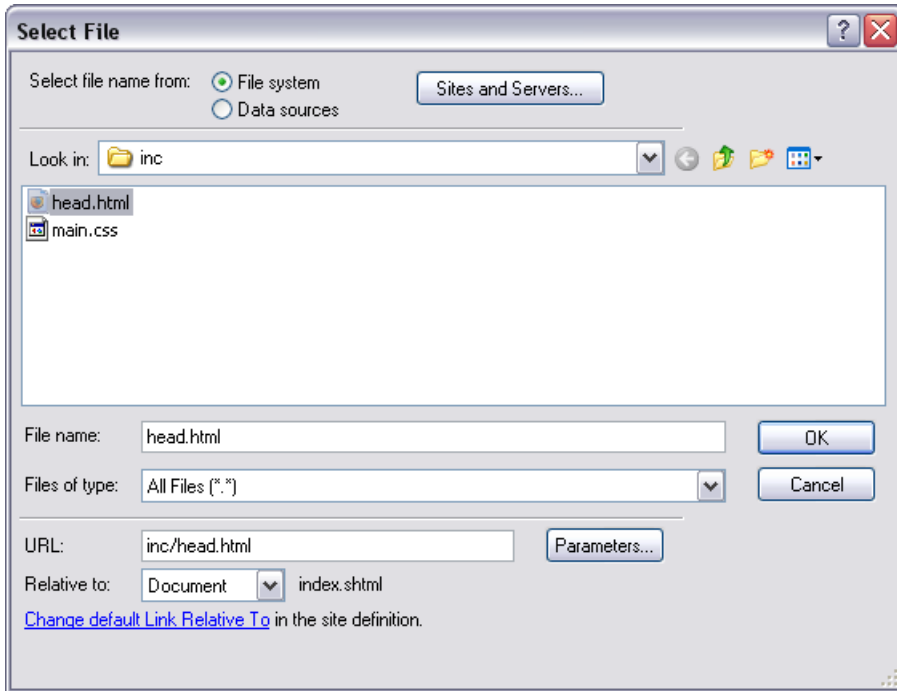 Select File
Select file name from: File system Sites and Servers...
Data sources
Look in: inc
head.html
main.css
File name: head.html OK
Files of type: All Files (*.*) Cancel
URL: inc/head.html Parameters...
Relative to: Document index.shtml
Change default Link Relative To in the site definition.